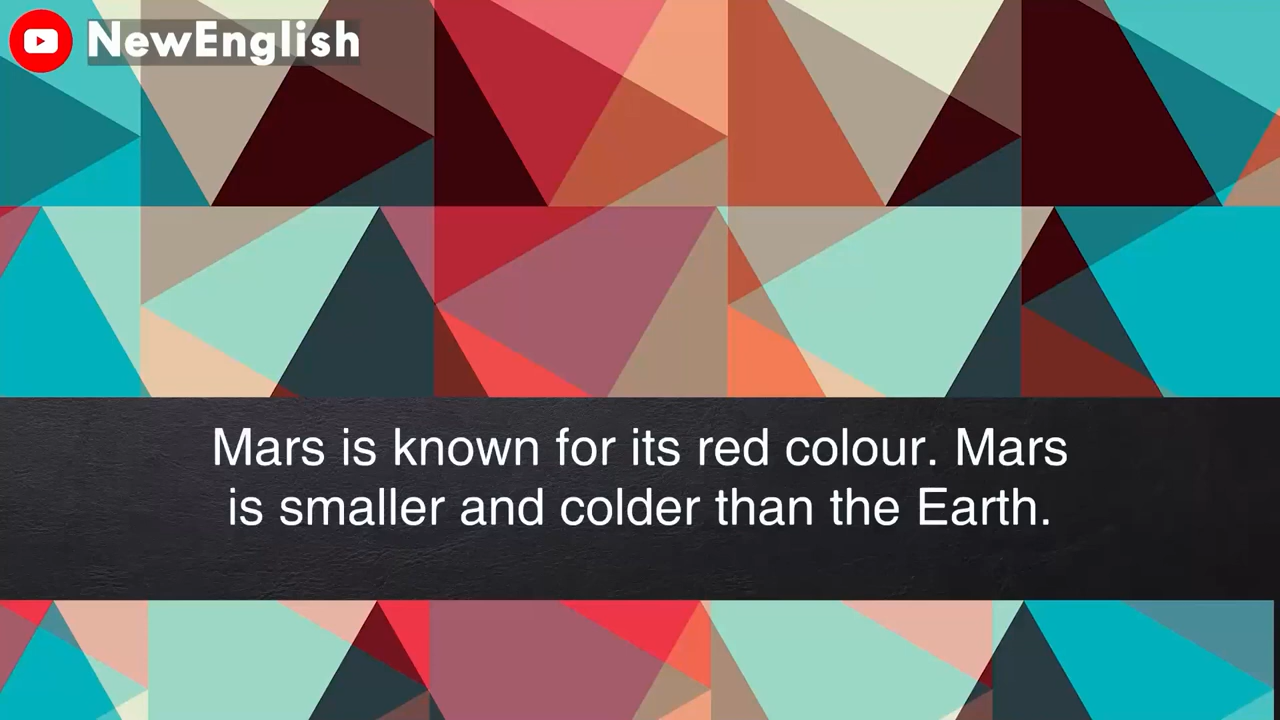 NewEnglish
Mars is known for its red colour. Mars
is smaller and colder than the Earth.